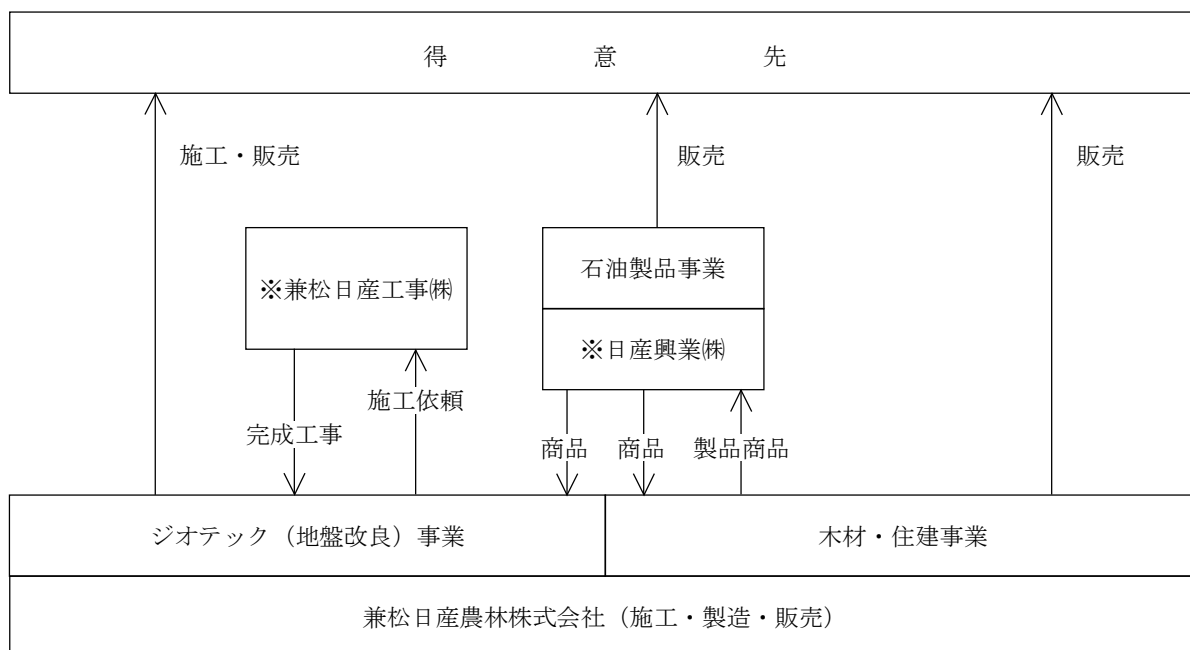 得意先
施工・販売
販売
販売
※兼松日産工事㈱
石油製品事業
※日産興業㈱
完成工事
施工依頼
商品
商品
製品商品
ジオテック（地盤改良）事業
木材・住建事業
兼松日産農林株式会社（施工・製造・販売）